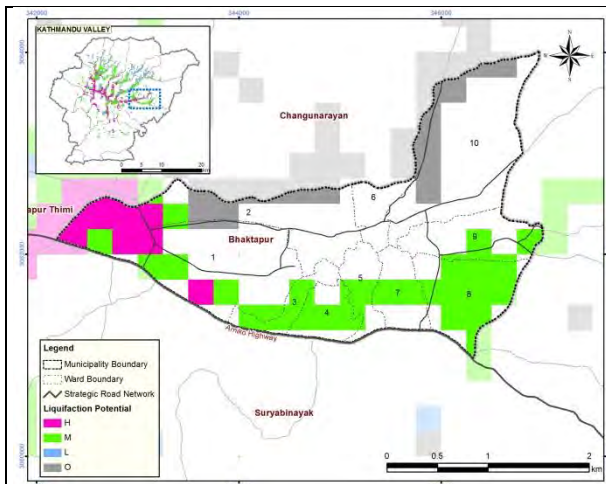 342000
344000
346000
KATHMANDU VALLEY
0 5 10 20
km
N
Changunarayan
10
6
2
apur Thimi
Bhaktapur
9
1
5
7
8
3
4
Arniko Highway
Suryabinayak
Legend
Municipality Boundary
Ward Boundary
Strategic Road Network
Liquifaction Potential
H
M
L
O
0 0.5 1 2
km